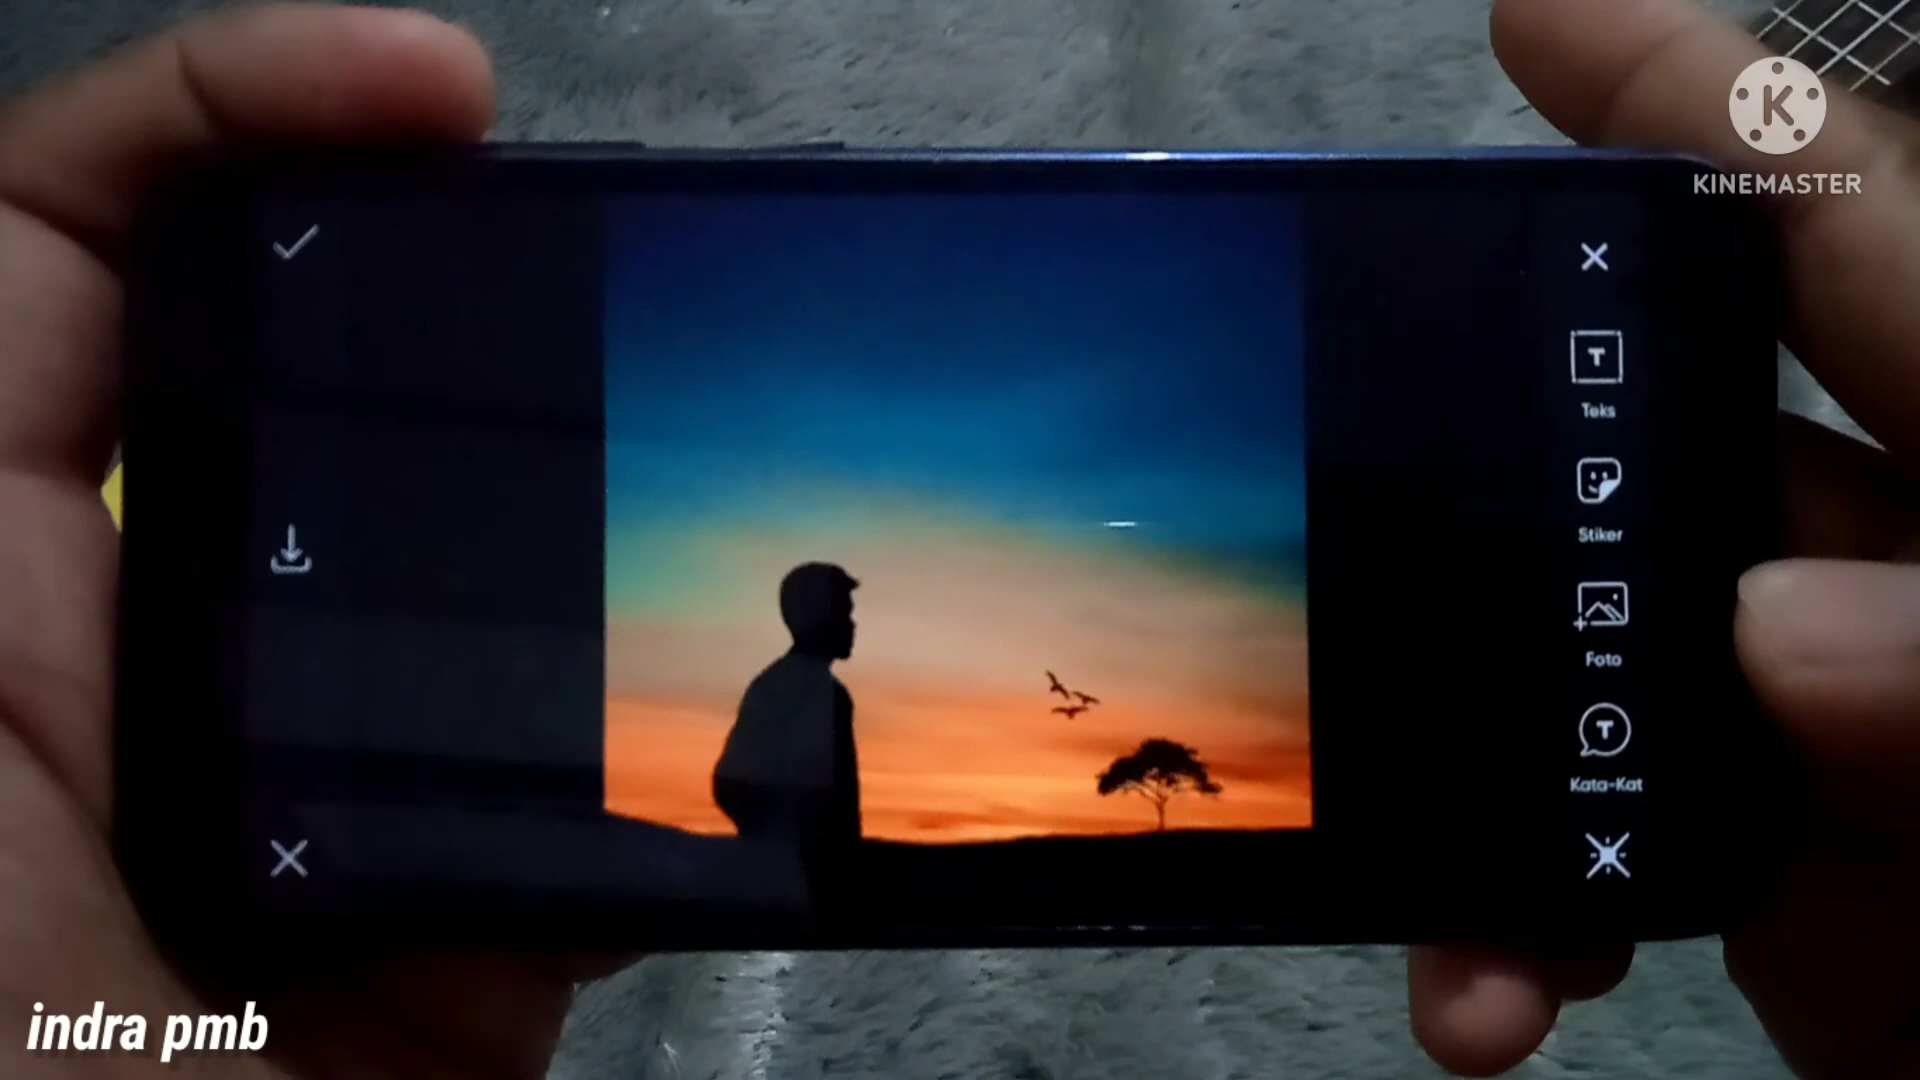 K
KINEMASTER
T
Teks
Stiker
Foto
T
Kata-Kat
indra pmb